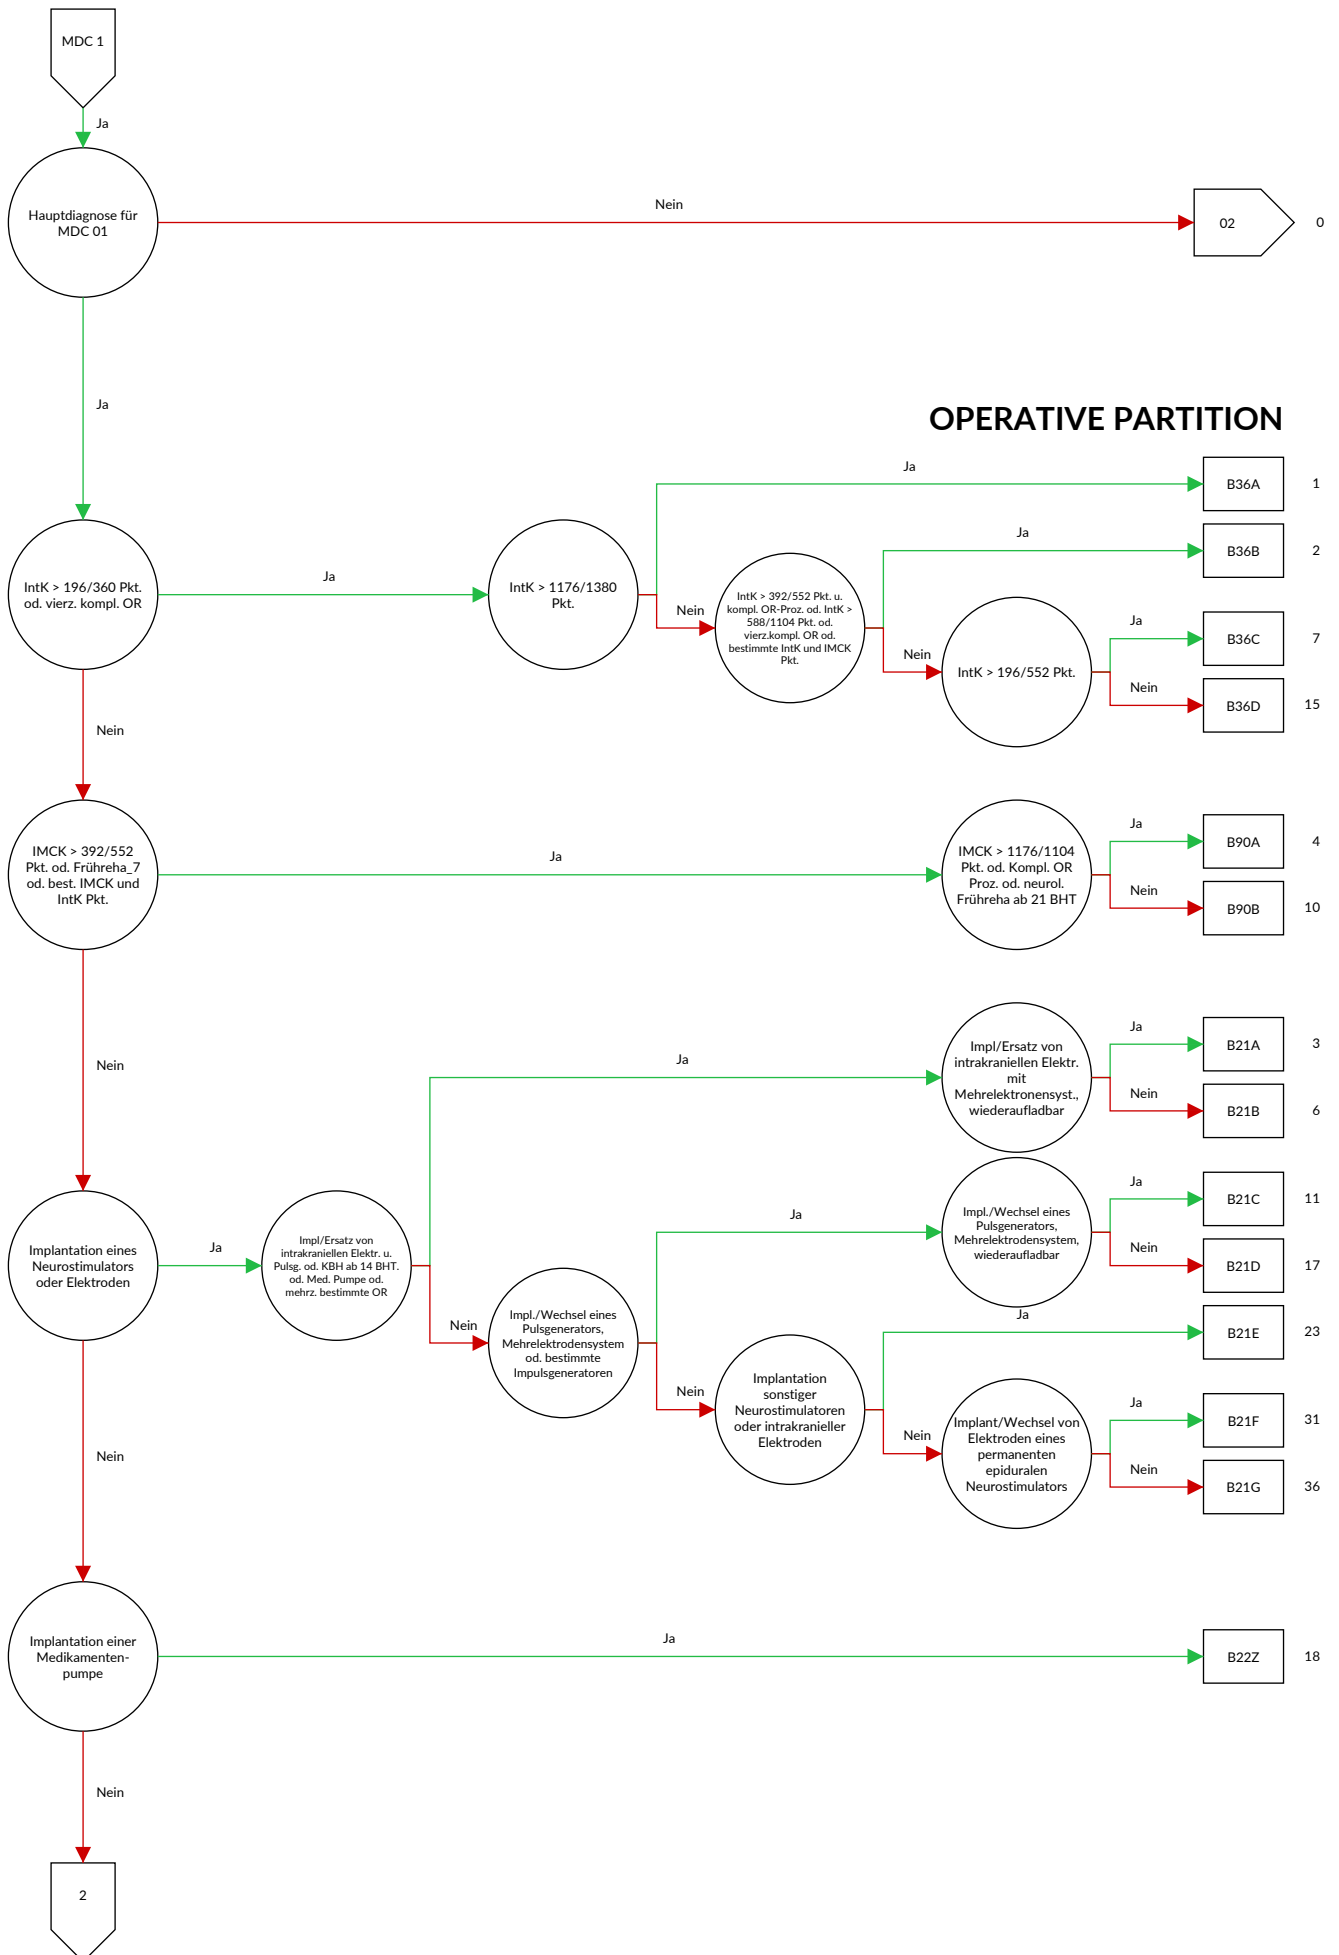 MDC 1
Ja
Hauptdiagnose für
MDC 01
Nein
02
0
Ja
OPERATIVE PARTITION
IntK > 196/360 Pkt.
od. vierz. kompl. OR
Ja
IntK > 1176/1380
Pkt.
Ja
B36A
1
Nein
IntK > 392/552 Pkt. u.
kompl. OR-Proz. od. IntK >
588/1104 Pkt. od.
vierz.kompl. OR od.
bestimmte IntK und IMCK
Pkt.
Ja
B36B
2
Nein
IntK > 196/552 Pkt.
Ja
B36C
7
Nein
B36D
15
Nein
IMCK > 392/552
Pkt. od. Frühreha_7
od. best. IMCK und
IntK Pkt.
Ja
IMCK > 1176/1104
Pkt. od. Kompl. OR
Proz. od. neurol.
Frühreha ab 21 BHT
Ja
B90A
4
Nein
B90B
10
Nein
Implantation eines
Neurostimulators
oder Elektroden
Ja
Impl/Ersatz von
intrakraniellen Elektr. u.
Pulsg. od. KBH ab 14 BHT.
od. Med. Pumpe od.
mehrz. bestimmte OR
Ja
Impl/Ersatz von
intrakraniellen Elektr.
mit
Mehrelektronensyst.,
wiederaufladbar
Ja
B21A
3
Nein
B21B
6
Nein
Impl./Wechsel eines
Pulsgenerators,
Mehrelektrodensystem
od. bestimmte
Impulsgeneratoren
Ja
Impl./Wechsel eines
Pulsgenerators,
Mehrelektrodensystem,
wiederaufladbar
Ja
B21C
11
Nein
B21D
17
Nein
Implantation
sonstiger
Neurostimulatoren
oder intrakranieller
Elektroden
Ja
B21E
23
Nein
Implant/Wechsel von
Elektroden eines
permanenten
epiduralen
Neurostimulators
Ja
B21F
31
Nein
B21G
36
Nein
Implantation einer
Medikamenten-
pumpe
Ja
B22Z
18
Nein
2